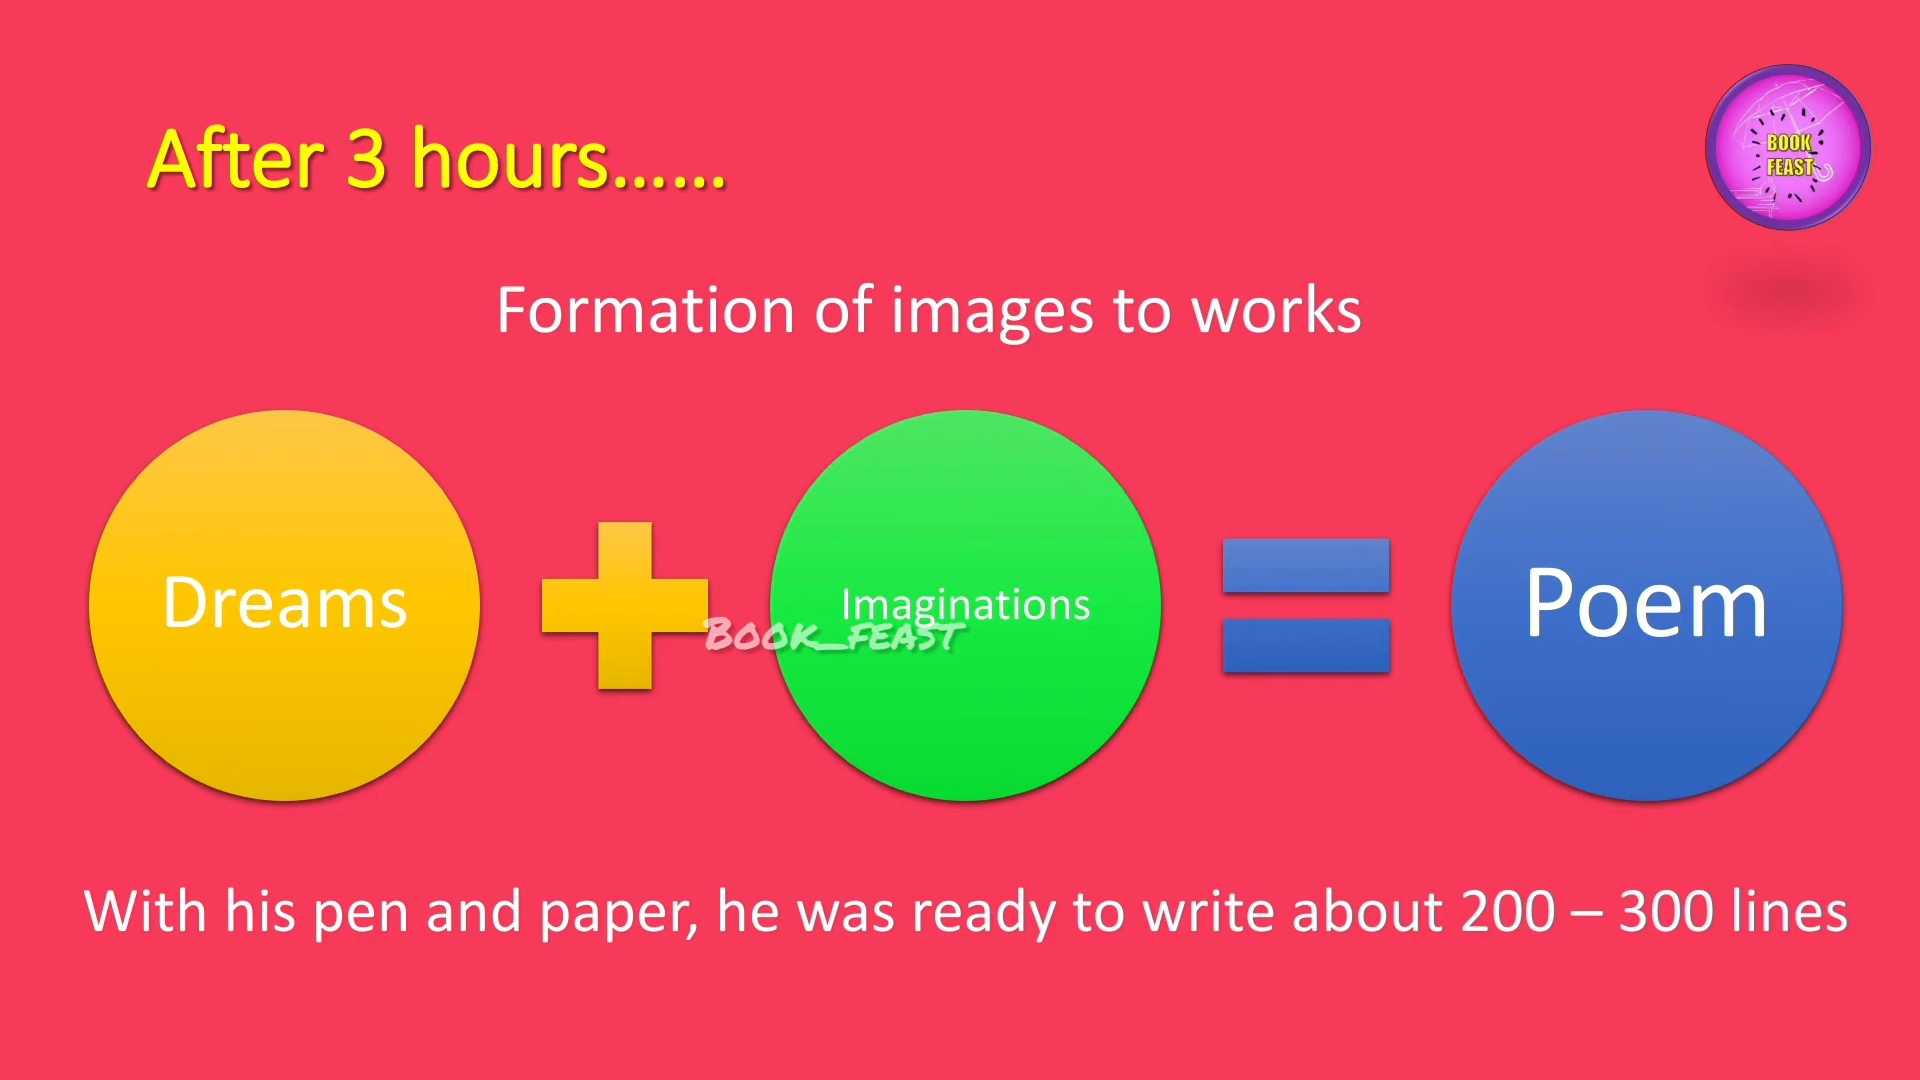 After 3 hours......
BOOK
FEAST
Formation of images to works
Dreams
Imaginations
Poem
Book_feast
With his pen and paper, he was ready to write about 200 – 300 lines